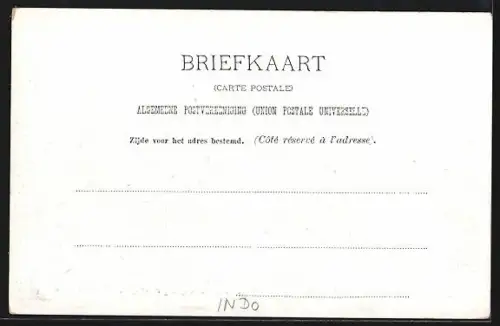 BRIEFKAART
(CARTE POSTALE)
ALGEMEENE POSTVEREENIGING (UNION POSTALE UNIVERSELLE)
Zijde voor het adres bestemd. (Côté réservé à l'adresse).
INDO